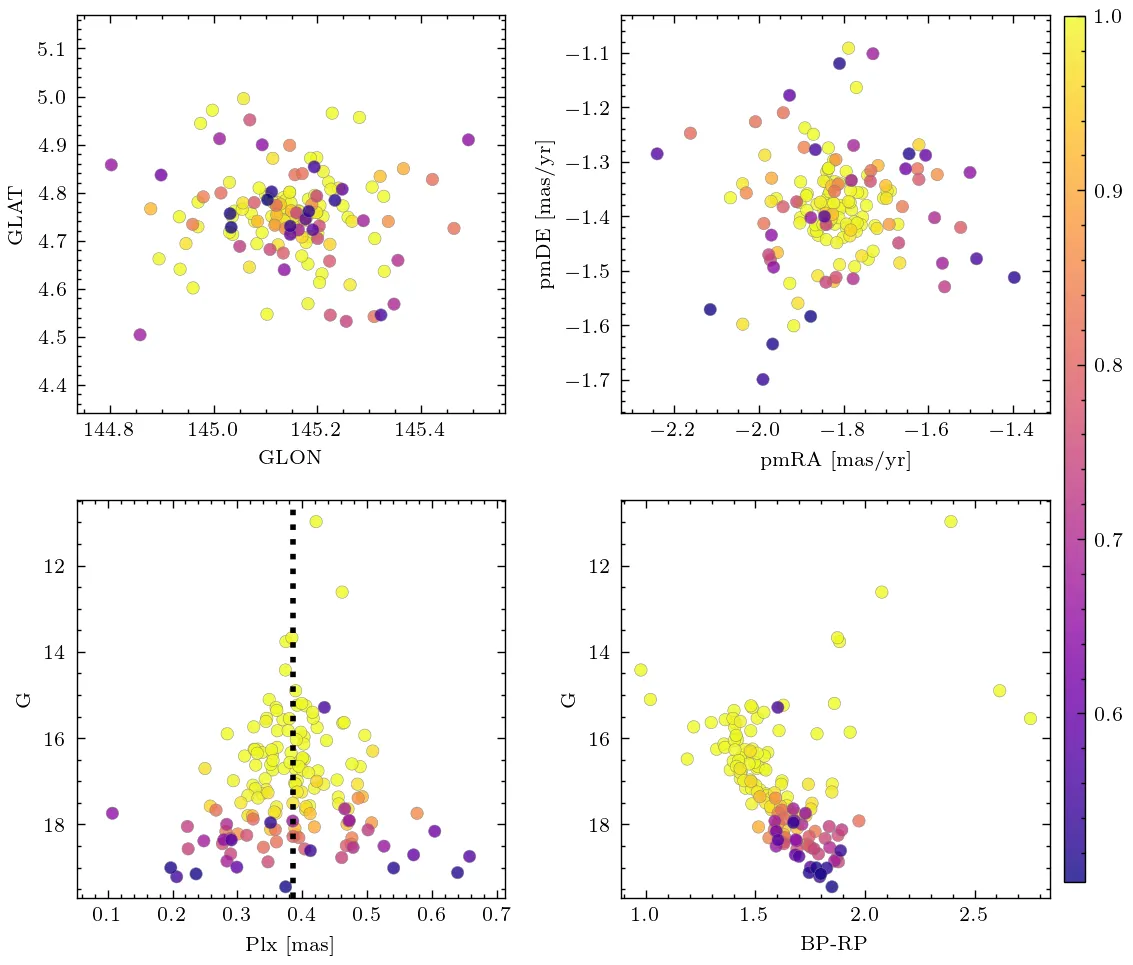 5.1
5.0
4.9
4.8
4.7
4.6
4.5
4.4
GLAT
144.8 145.0 145.2 145.4
GLON
−1.1
−1.2
−1.3
−1.4
−1.5
−1.6
−1.7
pmDE [mas/yr]
−2.2 −2.0 −1.8 −1.6 −1.4
pmRA [mas/yr]
1.0
0.9
0.8
0.7
0.6
12
14
16
18
G
0.1 0.2 0.3 0.4 0.5 0.6 0.7
Plx [mas]
12
14
16
18
G
1.0 1.5 2.0 2.5
BP-RP